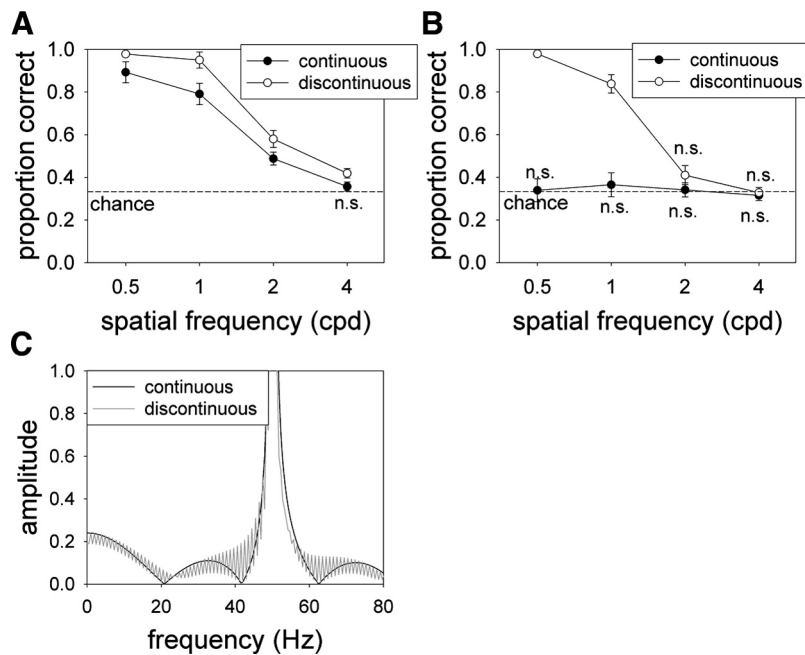 A
proportion correct
1.0
0.8
0.6
0.4
0.2
0.0
continuous
discontinuous
chance
n.s.
0.5 1 2 4
spatial frequency (cpd)
B
proportion correct
1.0
0.8
0.6
0.4
0.2
0.0
continuous
discontinuous
n.s.
n.s.
n.s.
chance
n.s.
n.s.
n.s.
0.5 1 2 4
spatial frequency (cpd)
C
amplitude
1.0
0.8
0.6
0.4
0.2
0.0
continuous
discontinuous
0 20 40 60 80
frequency (Hz)